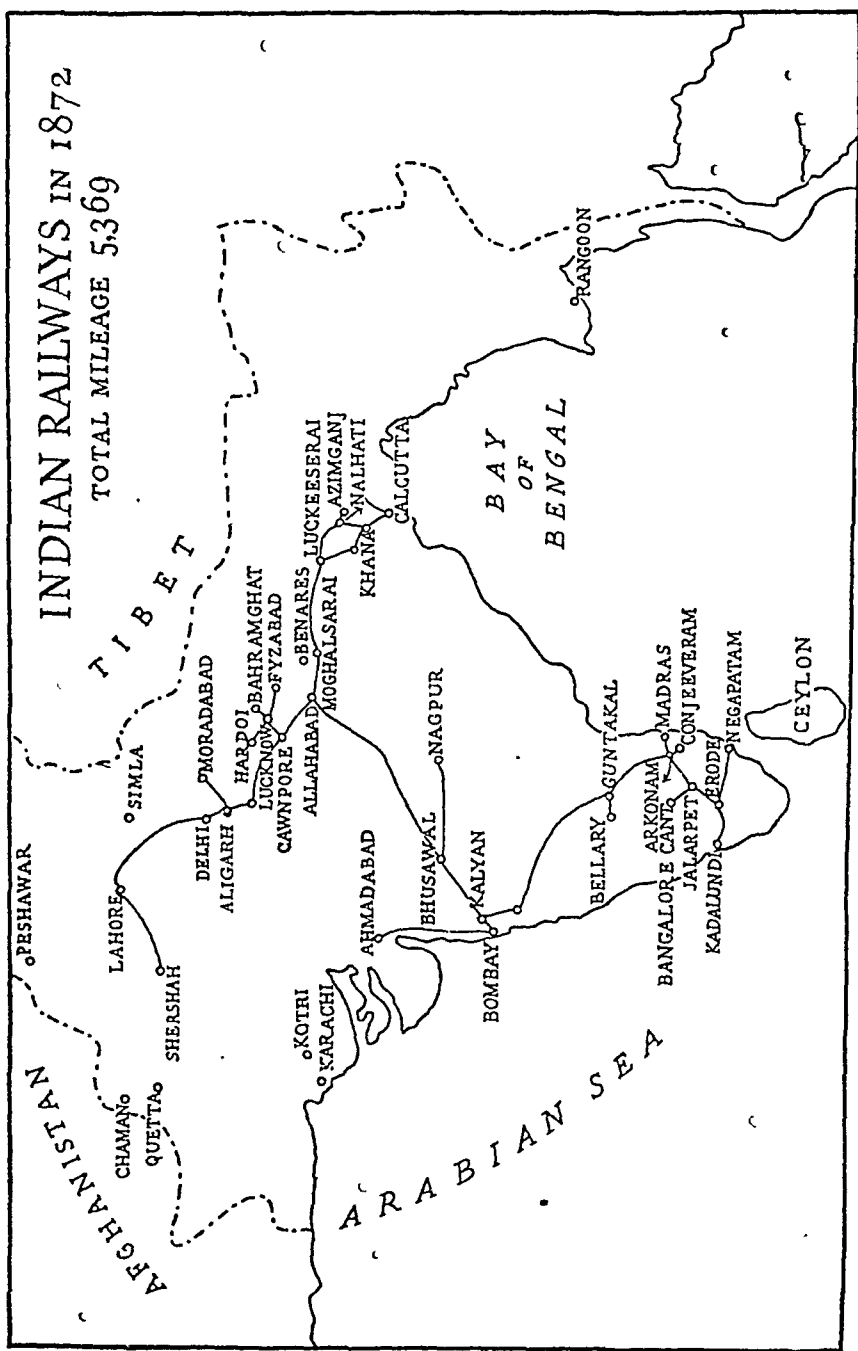 INDIAN RAILWAYS IN 1872
TOTAL MILEAGE 5,369
AFGHANISTAN
TIBET
PESHAWAR
CHAMAN
QUETTA
LAHORE
SIMLA
SHERSHAH
DELHI
MORADABAD
ALIGARH
HARDOI
BAHRAMGHAT
LUCKNOW
FYZABAD
CAWNPORE
BENARES
ALLAHABAD
MOGHALSARAI
LUCKEESERAI
AZIMGANJ
NALHATI
KHANA
CALCUTTA
KOTRI
KARACHI
AHMADABAD
BHUSAWAL
NAGPUR
KALYAN
BOMBAY
RANGOON
BAY
OF
BENGAL
ARABIAN SEA
BELLARY
GUNTAKAL
ARKONAM
MADRAS
BANGALORE CANT.
CONJEEVERAM
JALARPET
ERODE
KADALUNDI
NEGAPATAM
CEYLON